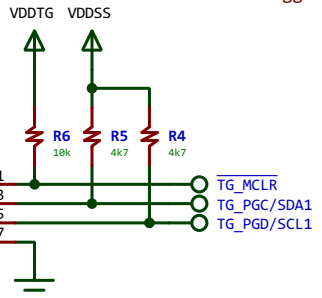 VDDTG VDDSS
R6 R5 R4
10k 4k7 4k7
TG_MCLR
TG_PGC/SDA1
TG_PGD/SCL1